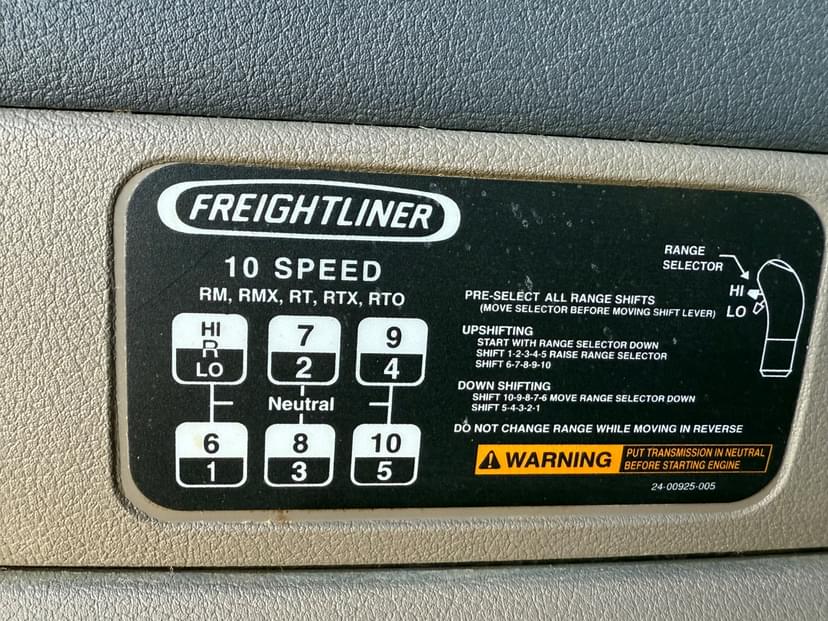 FREIGHTLINER
10 SPEED
RM, RMX, RT, RTX, RTO
HI
R
LO
7
2
9
4
Neutral
6
1
8
3
10
5
RANGE
SELECTOR
HI
LO
PRE-SELECT ALL RANGE SHIFTS
(MOVE SELECTOR BEFORE MOVING SHIFT LEVER)
UPSHIFTING
START WITH RANGE SELECTOR DOWN
SHIFT 1-2-3-4-5 RAISE RANGE SELECTOR
SHIFT 6-7-8-9-10
DOWN SHIFTING
SHIFT 10-9-8-7-6 MOVE RANGE SELECTOR DOWN
SHIFT 5-4-3-2-1
DO NOT CHANGE RANGE WHILE MOVING IN REVERSE
WARNING
PUT TRANSMISSION IN NEUTRAL
BEFORE STARTING ENGINE
24-00925-005